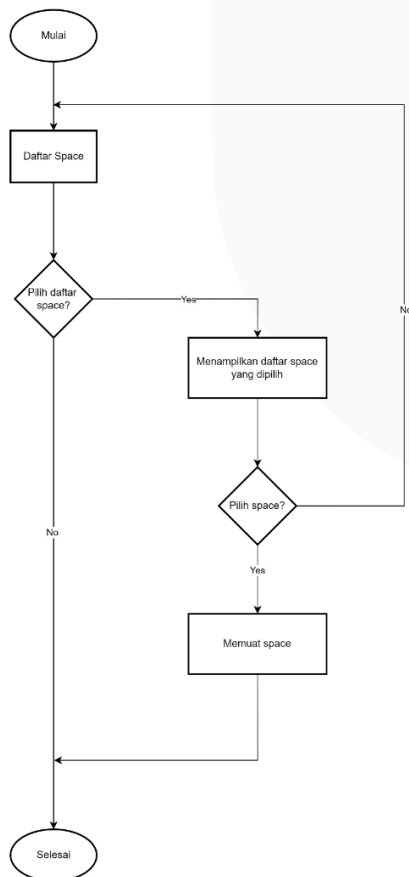 Mulai
Daftar Space
Pilih daftar
space?
Yes
No
Menampilkan daftar space
yang dipilih
Pilih space?
No
Yes
Memuat space
Selesai